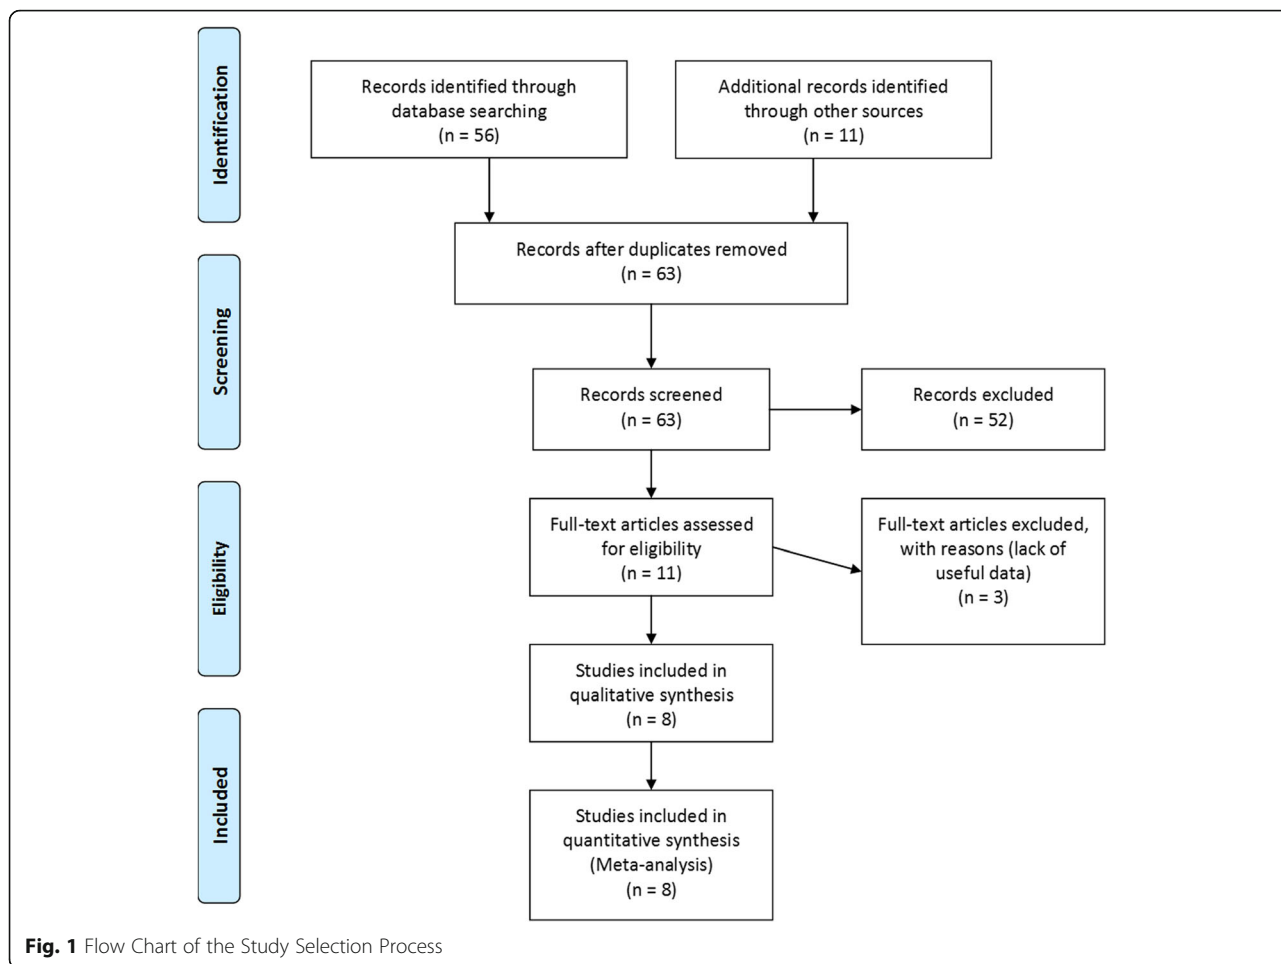 Identification
Records identified through
database searching
(n = 56)
Additional records identified
through other sources
(n = 11)
Screening
Records after duplicates removed
(n = 63)
Records screened
(n = 63)
Records excluded
(n = 52)
Eligibility
Full-text articles assessed
for eligibility
(n = 11)
Full-text articles excluded,
with reasons (lack of
useful data)
(n = 3)
Studies included in
qualitative synthesis
(n = 8)
Included
Studies included in
quantitative synthesis
(Meta-analysis)
(n = 8)
Fig. 1 Flow Chart of the Study Selection Process